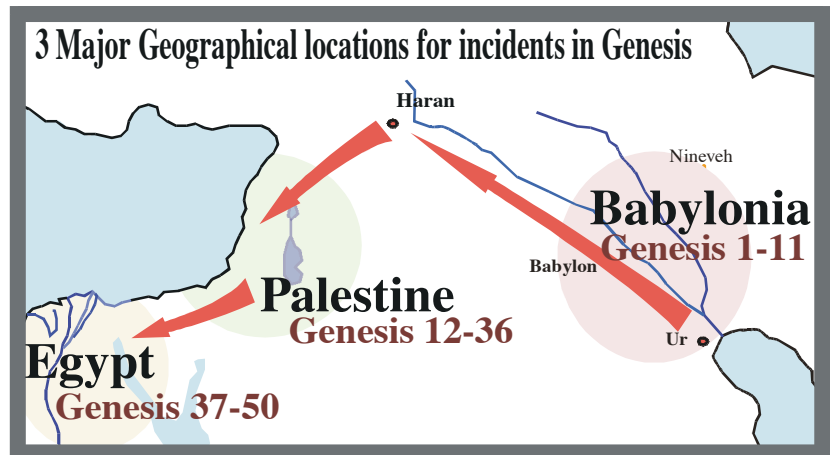 3 Major Geographical locations for incidents in Genesis
Haran
Nineveh
Babylonia
Genesis 1-11
Babylon
Palestine
Genesis 12-36
Ur
Egypt
Genesis 37-50